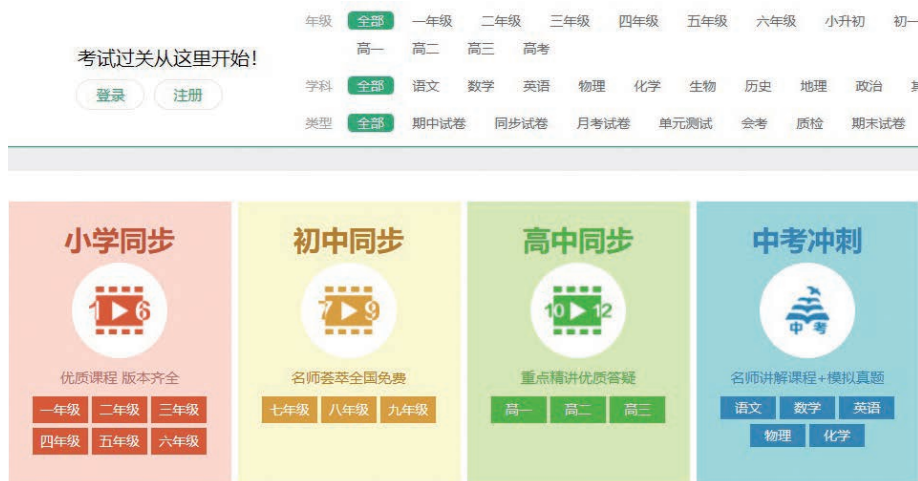 年级 全部 一年级 二年级 三年级 四年级 五年级 六年级 小升初 初一
高一 高二 高三 高考
考试过关从这里开始!
登录 注册
学科 全部 语文 数学 英语 物理 化学 生物 历史 地理 政治
类型 全部 期中试卷 同步试卷 月考试卷 单元测试 会考 质检 期末试卷
小学同步
1 6
优质课程 版本齐全
一年级 二年级 三年级
四年级 五年级 六年级
初中同步
7 9
名师荟萃全国免费
七年级 八年级 九年级
高中同步
10 12
重点精讲优质答疑
高一 高二 高三
中考冲刺
中考
名师讲解课程+模拟真题
语文 数学 英语
物理 化学